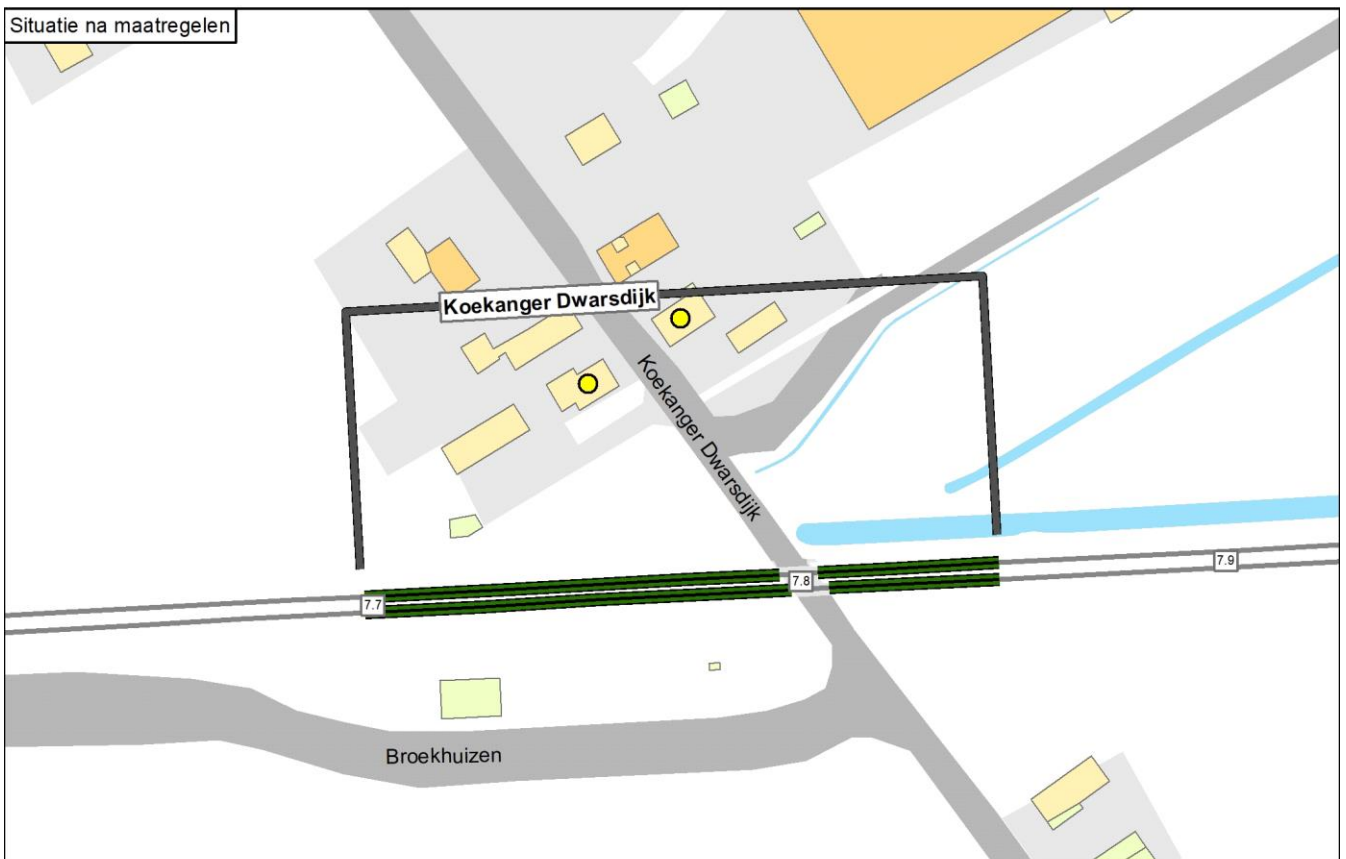 Situatie na maatregelen
Koekanger Dwarsdijk
Koekanger Dwarsdijk
7.9
7.8
7.7
Broekhuizen